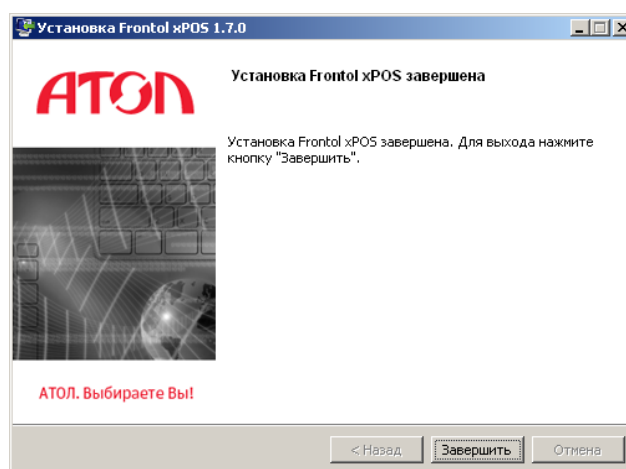 Установка Frontol xPOS 1.7.0
АТОЛ
Установка Frontol xPOS завершена
Установка Frontol xPOS завершена. Для выхода нажмите
кнопку "Завершить".
АТОЛ. Выбираете Вы!
< Назад
Завершить
Отмена